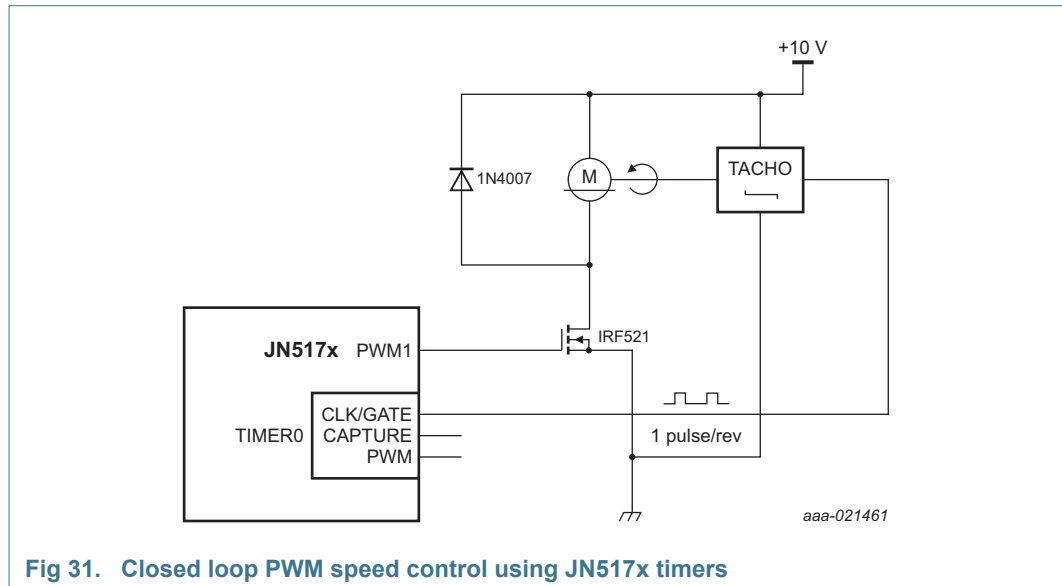 +10 V
1N4007
M
TACHO
IRF521
JN517x PWM1
CLK/GATE
TIMER0 CAPTURE
PWM
1 pulse/rev
aaa-021461
Fig 31. Closed loop PWM speed control using JN517x timers